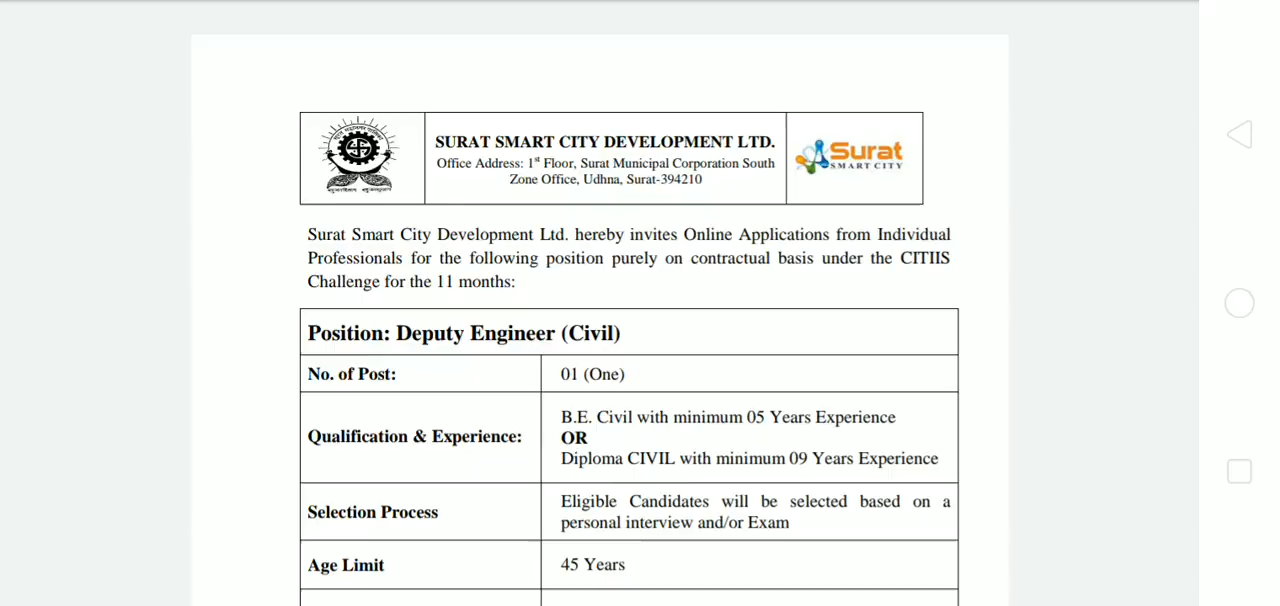 SURAT SMART CITY DEVELOPMENT LTD.
Office Address: 1st Floor, Surat Municipal Corporation South
Zone Office, Udhna, Surat-394210
Surat
SMART CITY
Surat Smart City Development Ltd. hereby invites Online Applications from Individual
Professionals for the following position purely on contractual basis under the CITIIS
Challenge for the 11 months:
Position: Deputy Engineer (Civil)
No. of Post:
01 (One)
Qualification & Experience:
B.E. Civil with minimum 05 Years Experience
OR
Diploma CIVIL with minimum 09 Years Experience
Selection Process
Eligible Candidates will be selected based on a
personal interview and/or Exam
Age Limit
45 Years